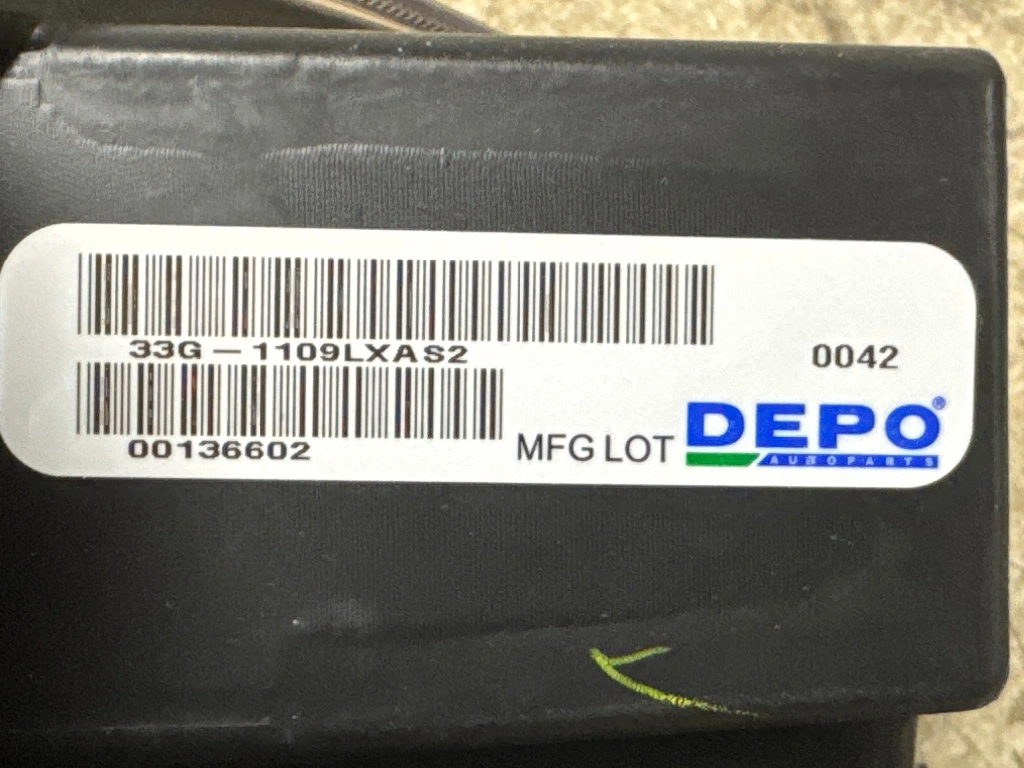 33G-1109LXAS2
0042
00136602
MFG LOT
DEPO®
AUTOPARTS